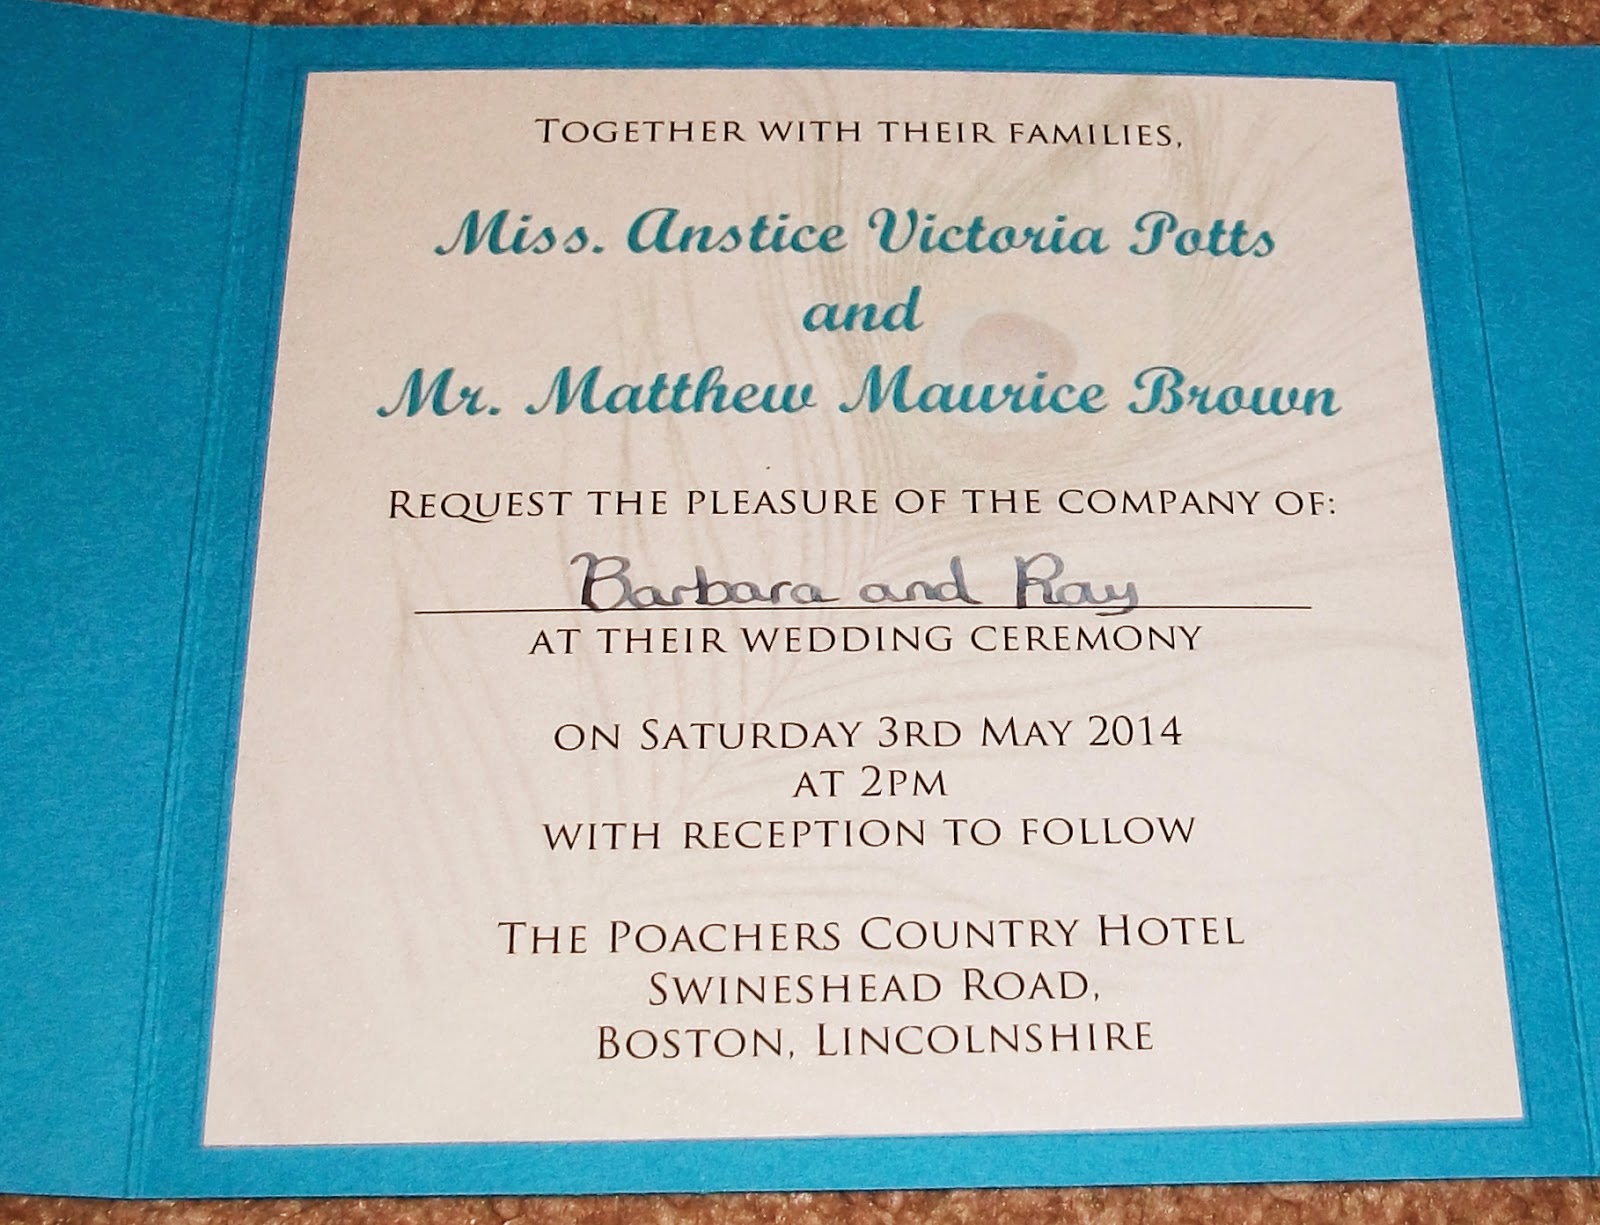 Together with their families,
Miss. Anstice Victoria Potts
and
Mr. Matthew Maurice Brown
Request the pleasure of the company of:
Barbara and Ray
at their wedding ceremony
on Saturday 3rd May 2014
at 2pm
with reception to follow
The Poachers Country Hotel
Swineshead Road,
Boston, Lincolnshire